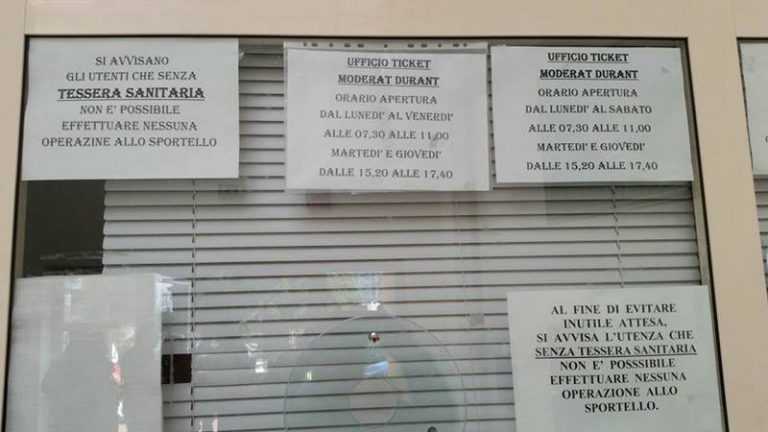 SI AVVISANO
GLI UTENTI CHE SENZA
TESSERA SANITARIA
NON E' POSSIBILE
EFFETTUARE NESSUNA
OPERAZINE ALLO SPORTELLO
UFFICIO TICKET
MODERAT DURANT
ORARIO APERTURA
DAL LUNEDI' AL VENERDI'
ALLE 07,30 ALLE 11,00
MARTEDI' E GIOVEDI'
DALLE 15,20 ALLE 17,40
UFFICIO TICKET
MODERAT DURANT
ORARIO APERTURA
DAL LUNEDI' AL SABATO
ALLE 07,30 ALLE 11,00
MARTEDI' E GIOVEDI'
DALLE 15,20 ALLE 17,40
AL FINE DI EVITARE
INUTILE ATTESA,
SI AVVISA L'UTENZA CHE
SENZA TESSERA SANITARIA
NON E' POSSSIBILE
EFFETTUARE NESSUNA
OPERAZIONE ALLO
SPORTELLO.